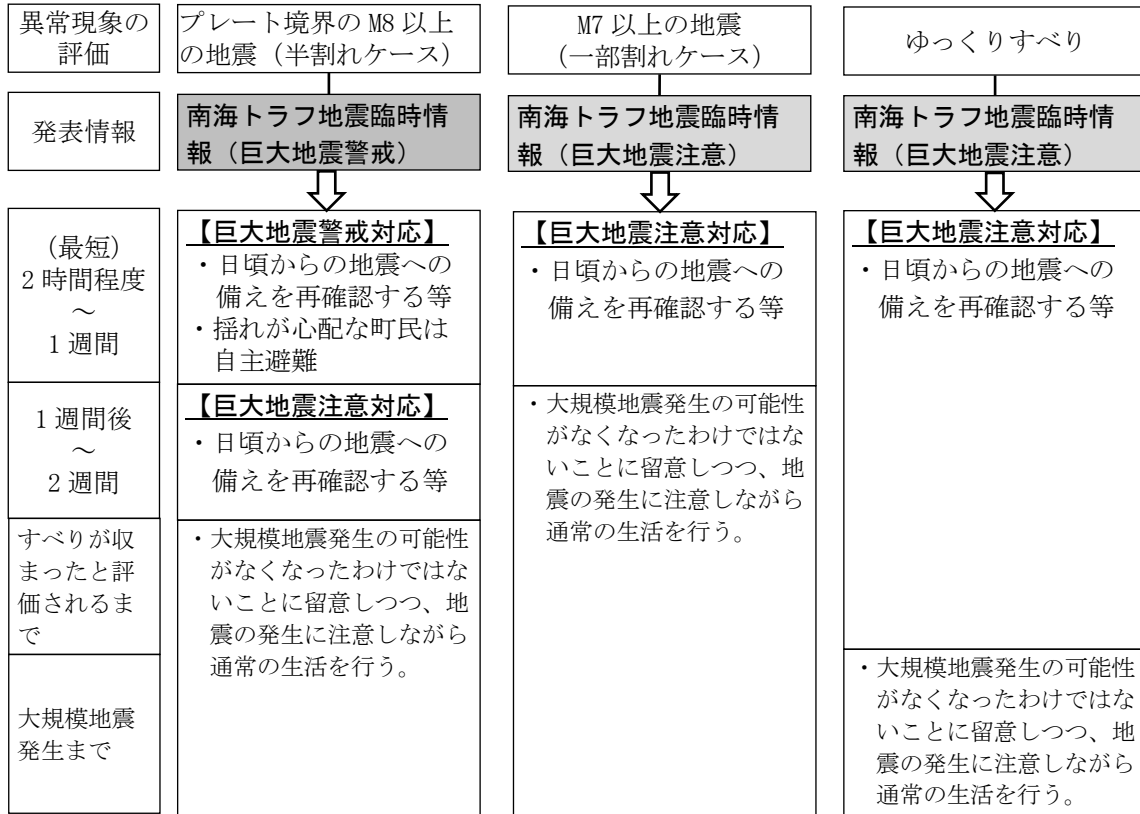 異常現象の
評価
プレート境界の M8 以上
の地震（半割れケース）
M7 以上の地震
（一部割れケース）
ゆっくりすべり
発表情報
南海トラフ地震臨時情
報（巨大地震警戒）
南海トラフ地震臨時情
報（巨大地震注意）
南海トラフ地震臨時情
報（巨大地震注意）
（最短）
2 時間程度
～
1 週間
【巨大地震警戒対応】
・日頃からの地震への
備えを再確認する等
・揺れが心配な町民は
自主避難
【巨大地震注意対応】
・日頃からの地震への
備えを再確認する等
【巨大地震注意対応】
・日頃からの地震への
備えを再確認する等
1 週間後
～
2 週間
【巨大地震注意対応】
・日頃からの地震への
備えを再確認する等
・大規模地震発生の可能性
がなくなったわけではな
いことに留意しつつ、地
震の発生に注意しながら
通常の生活を行う。
すべりが収
まったと評
価されるま
で
・大規模地震発生の可能性
がなくなったわけではな
いことに留意しつつ、地
震の発生に注意しながら
通常の生活を行う。
大規模地震
発生まで
・大規模地震発生の可能性
がなくなったわけではな
いことに留意しつつ、地
震の発生に注意しながら
通常の生活を行う。